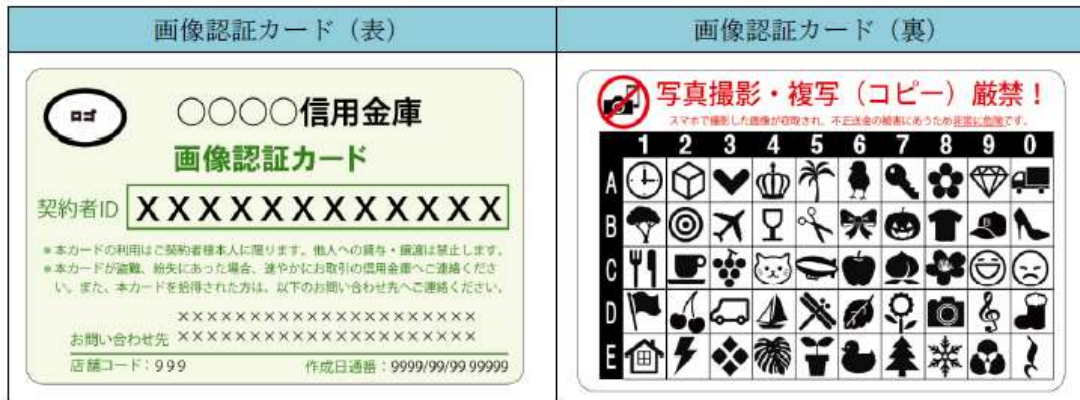 画像認証カード（表）
画像認証カード（裏）
ロゴ
○○○○信用金庫
画像認証カード
契約者ID XXXXXXXXXXXXX
＊本カードの利用はご契約者様本人に限ります。他人への貸与・譲渡は禁止します。
＊本カードが盗難、紛失にあった場合、速やかにお取引の信用金庫へご連絡くださ
い。また、本カードを拾得された方は、以下のお問い合わせ先へご連絡ください。
×××××××××××××××××××××
お問い合わせ先 ×××××××××××××××××××××
店舗コード：999 作成日通番：9999/99/99 99999
写真撮影・複写（コピー）厳禁！
スマホで撮影した画像が窃取され、不正送金の被害にあうため非常に危険です。
1 2 3 4 5 6 7 8 9 0
A
B
C
D
E